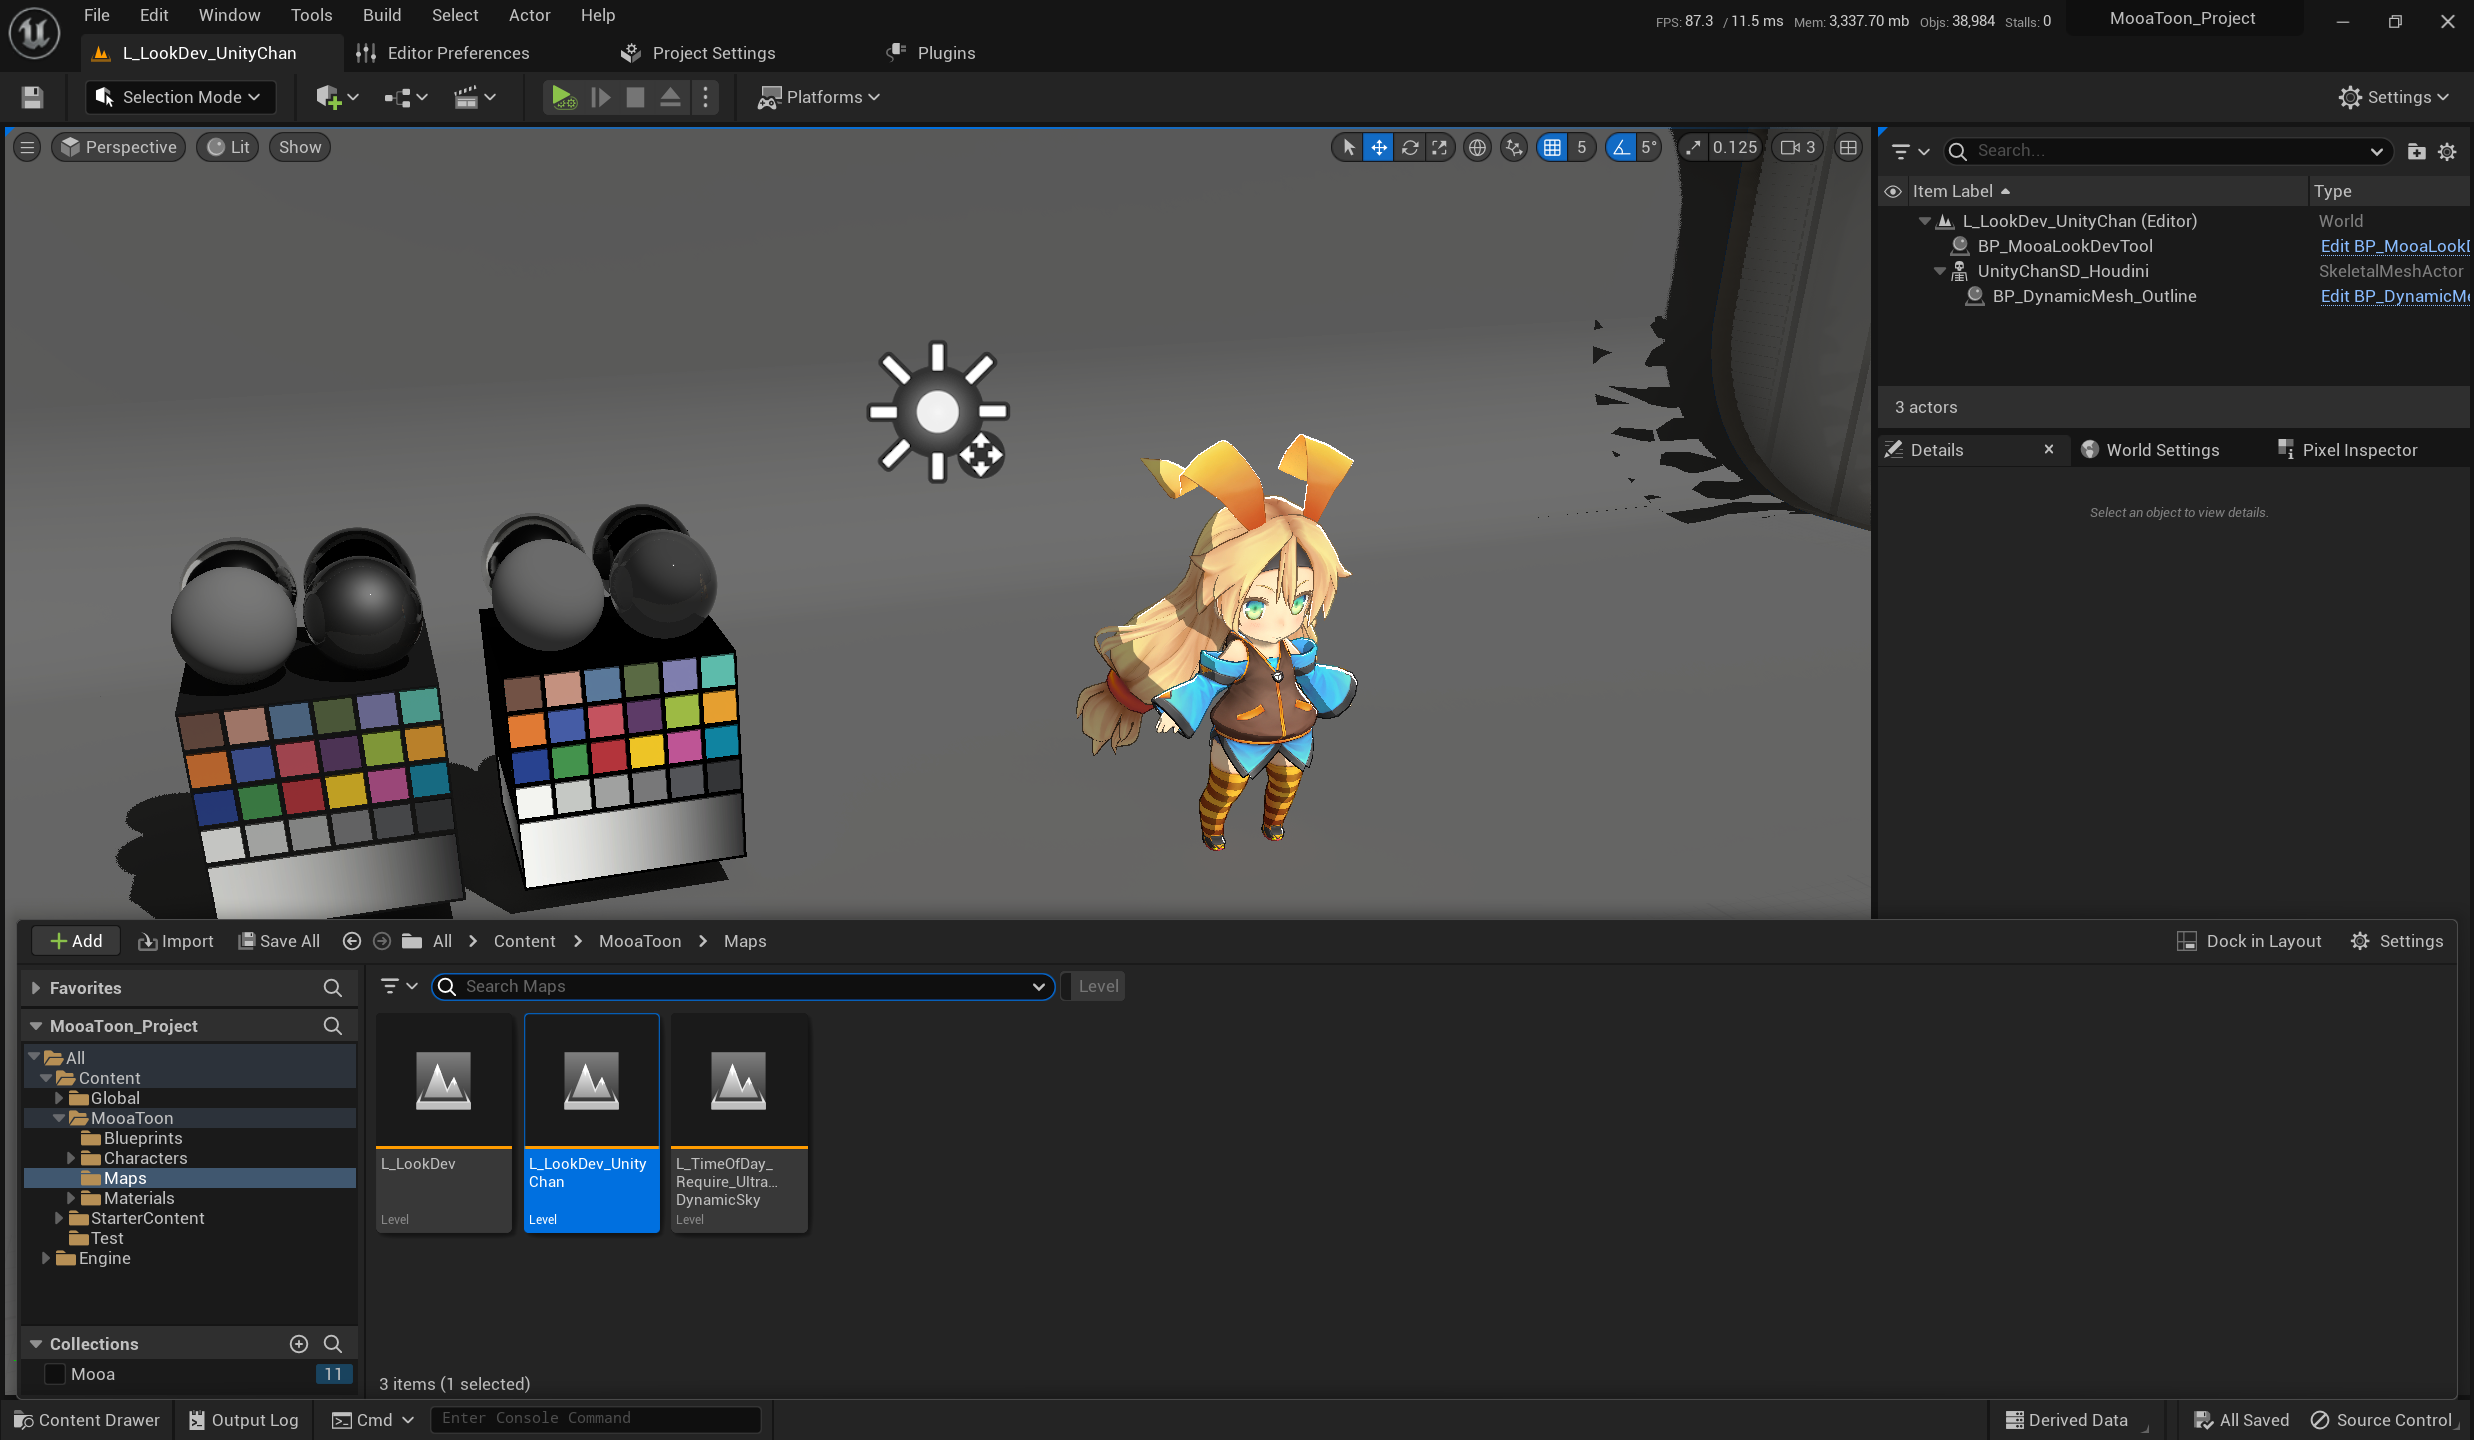 File Edit Window Tools Build Select Actor Help
FPS: 87.3 / 11.5 ms Mem: 3,337.70 mb Objs: 38,984 Stalls: 0 MooaToon_Project
L_LookDev_UnityChan Editor Preferences Project Settings Plugins
Selection Mode Platforms Settings
Perspective Lit Show 5 5° 0.125 3
Search...
Item Label Type
L_LookDev_UnityChan (Editor) World
BP_MooaLookDevTool Edit BP_MooaLook
UnityChanSD_Houdini SkeletalMeshActor
BP_DynamicMesh_Outline Edit BP_DynamicM
3 actors
Details World Settings Pixel Inspector
Select an object to view details.
Add Import Save All All Content MooaToon Maps Dock in Layout Settings
Favorites
Search Maps Level
MooaToon_Project
All
Content
Global
MooaToon
Blueprints
Characters
Maps
Materials
StarterContent
Test
Engine
Collections
Mooa 11
L_LookDev
Level
L_LookDev_Unity
Chan
Level
L_TimeOfDay_
Require_Ultra...
DynamicSky
Level
3 items (1 selected)
Content Drawer Output Log Cmd Enter Console Command Derived Data All Saved Source Control